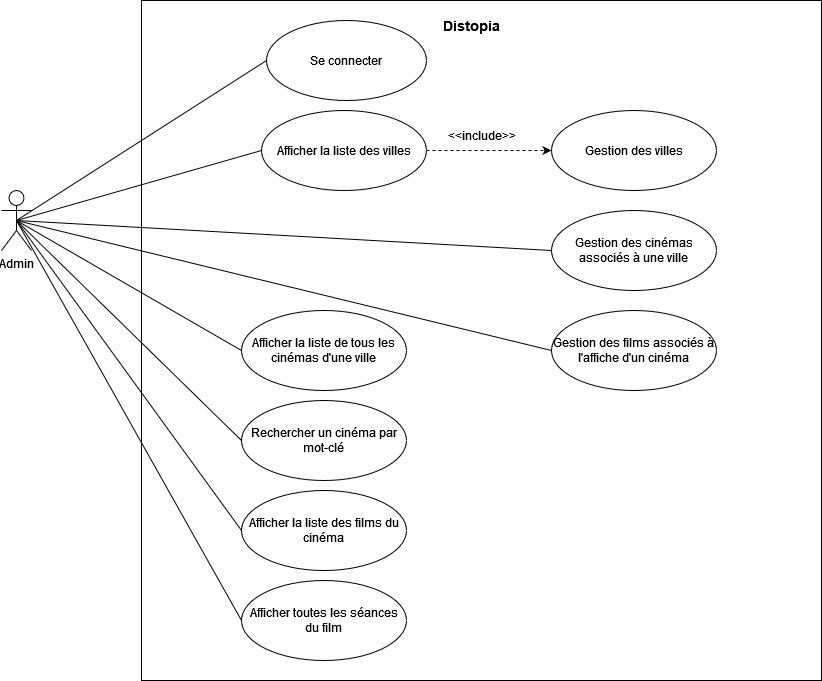 Distopia
Se connecter
Afficher la liste des villes
<<include>>
Gestion des villes
Gestion des cinémas
associés à une ville
Admin
Afficher la liste de tous les
cinémas d'une ville
Gestion des films associés à
l'affiche d'un cinéma
Rechercher un cinéma par
mot-clé
Afficher la liste des films du
cinéma
Afficher toutes les séances
du film